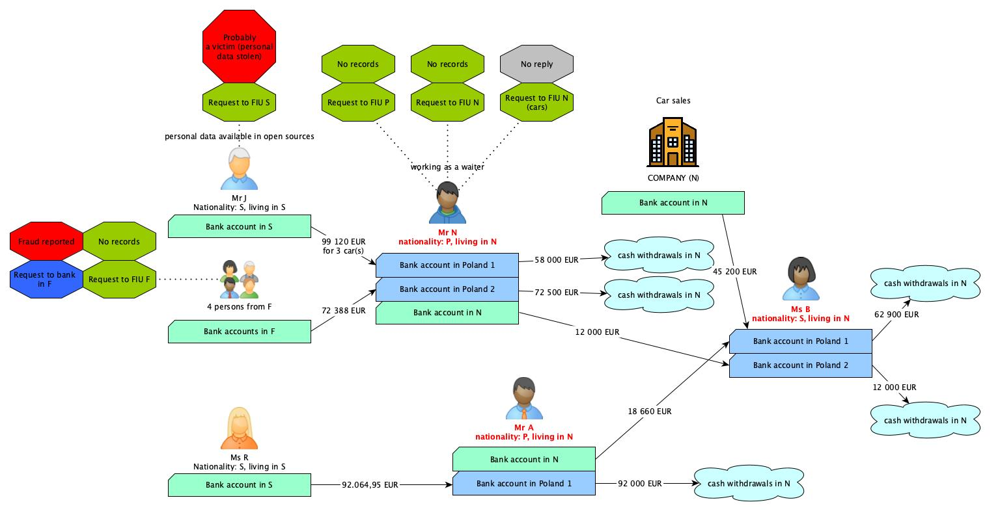 Probably
a victim (personal
data stolen)
Request to FIU S
personal data available in open sources
Mr J
Nationality: S, living in S
Bank account in S
99 120 EUR
for 3 car(s)
No records
No records
No reply
Request to FIU P
Request to FIU N
Request to FIU N
(cars)
working as a waiter
Mr N
nationality: P, living in N
Bank account in Poland 1
Bank account in Poland 2
Bank account in N
Car sales
COMPANY (N)
Bank account in N
58 000 EUR
cash withdrawals in N
72 500 EUR
cash withdrawals in N
45 200 EUR
12 000 EUR
Fraud reported
No records
Request to bank
in F
Request to FIU F
4 persons from F
Bank accounts in F
72 388 EUR
Ms B
nationality: S, living in N
Bank account in Poland 1
Bank account in Poland 2
62 900 EUR
cash withdrawals in N
12 000 EUR
cash withdrawals in N
Mr A
nationality: P, living in N
Bank account in N
Bank account in Poland 1
18 660 EUR
Ms R
Nationality: S, living in S
Bank account in S
92.064,95 EUR
92 000 EUR
cash withdrawals in N